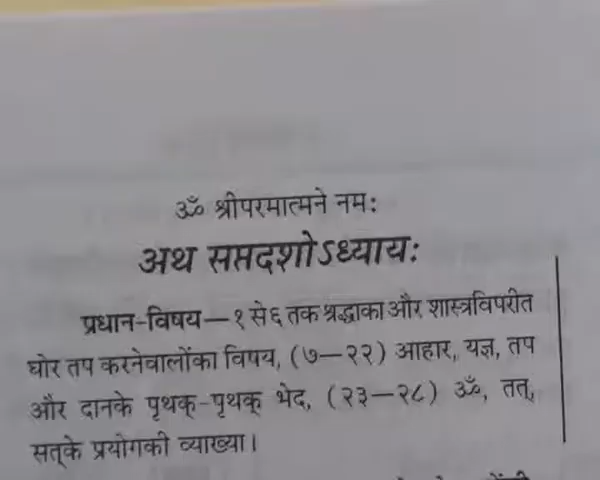 ॐ श्रीपरमात्मने नमः
अथ सप्तदशोऽध्यायः
प्रधान-विषय—१ से ६ तक श्रद्धाका और शास्त्रविपरीत
घोर तप करनेवालोंका विषय, (७—२२) आहार, यज्ञ, तप
और दानके पृथक्-पृथक् भेद, (२३—२८) ॐ, तत्,
सत्‌के प्रयोगकी व्याख्या।